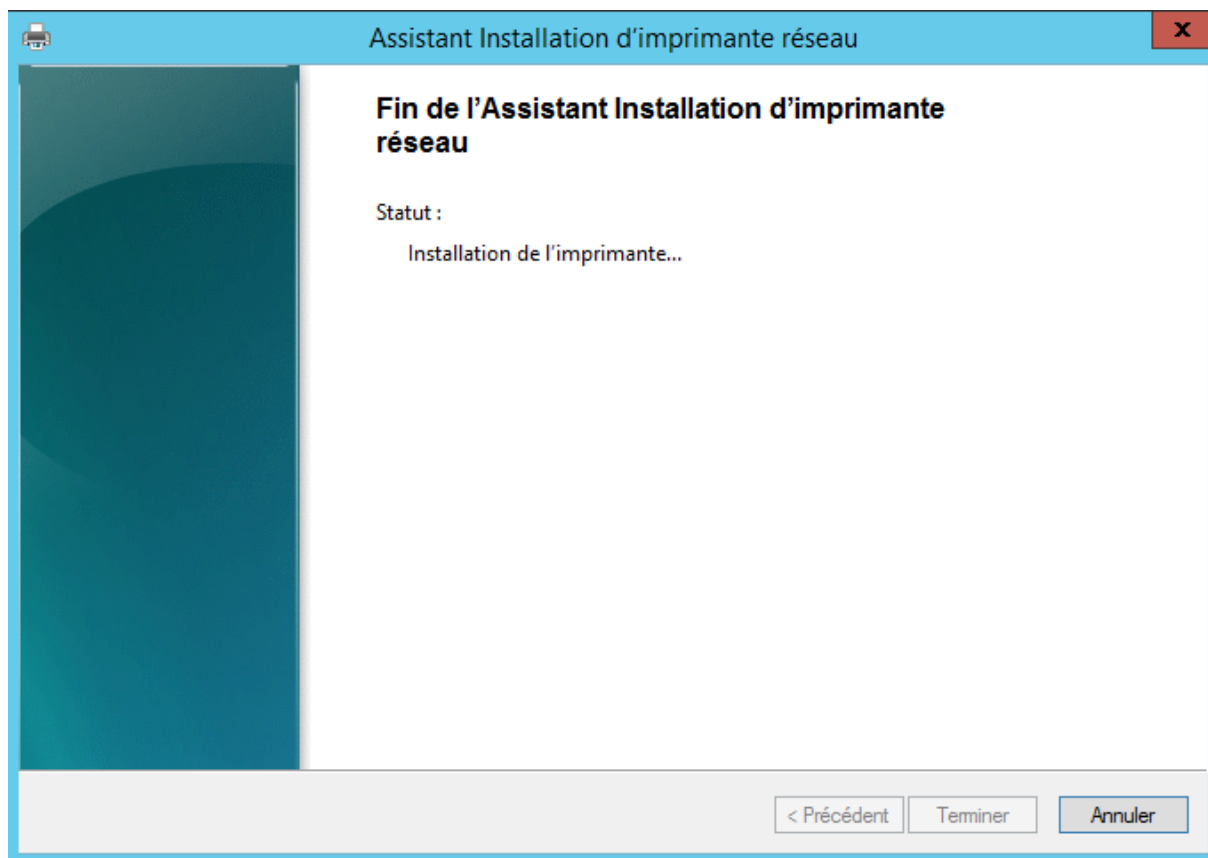 Assistant Installation d’imprimante réseau
x
Fin de l’Assistant Installation d’imprimante
réseau
Statut :
Installation de l’imprimante...
< Précédent Terminer Annuler